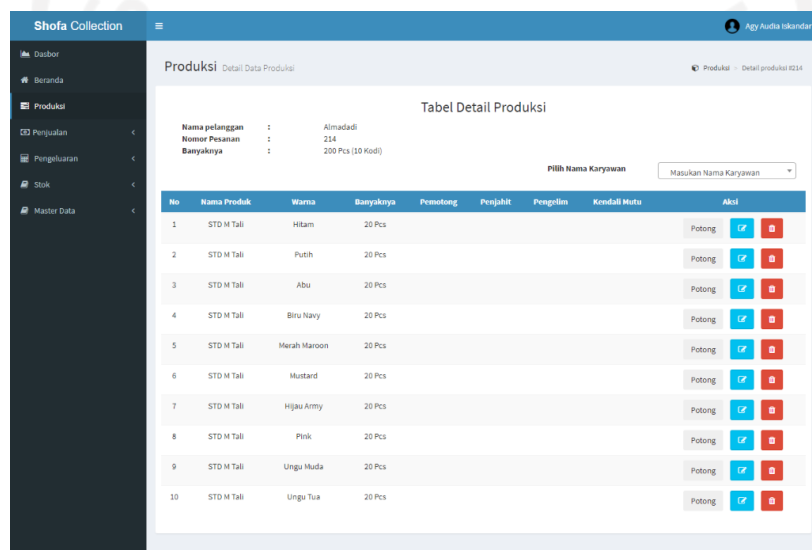 Shofa Collection
Agy Audia Iskandar
Dasbor
Beranda
Produksi
Penjualan
Pengeluaran
Stok
Master Data
Produksi Detail Data Produksi
Produksi > Detail produksi #214
Tabel Detail Produksi
Nama pelanggan : Almadadi
Nomor Pesanan : 214
Banyaknya : 200 Pcs (10 Kodi)
Pilih Nama Karyawan Masukan Nama Karyawan
No Nama Produk Warna Banyaknya Pemotong Penjahit Pengelim Kendali Mutu Aksi
1 STD M Tali Hitam 20 Pcs Potong
2 STD M Tali Putih 20 Pcs Potong
3 STD M Tali Abu 20 Pcs Potong
4 STD M Tali Biru Navy 20 Pcs Potong
5 STD M Tali Merah Maroon 20 Pcs Potong
6 STD M Tali Mustard 20 Pcs Potong
7 STD M Tali Hijau Army 20 Pcs Potong
8 STD M Tali Pink 20 Pcs Potong
9 STD M Tali Ungu Muda 20 Pcs Potong
10 STD M Tali Ungu Tua 20 Pcs Potong